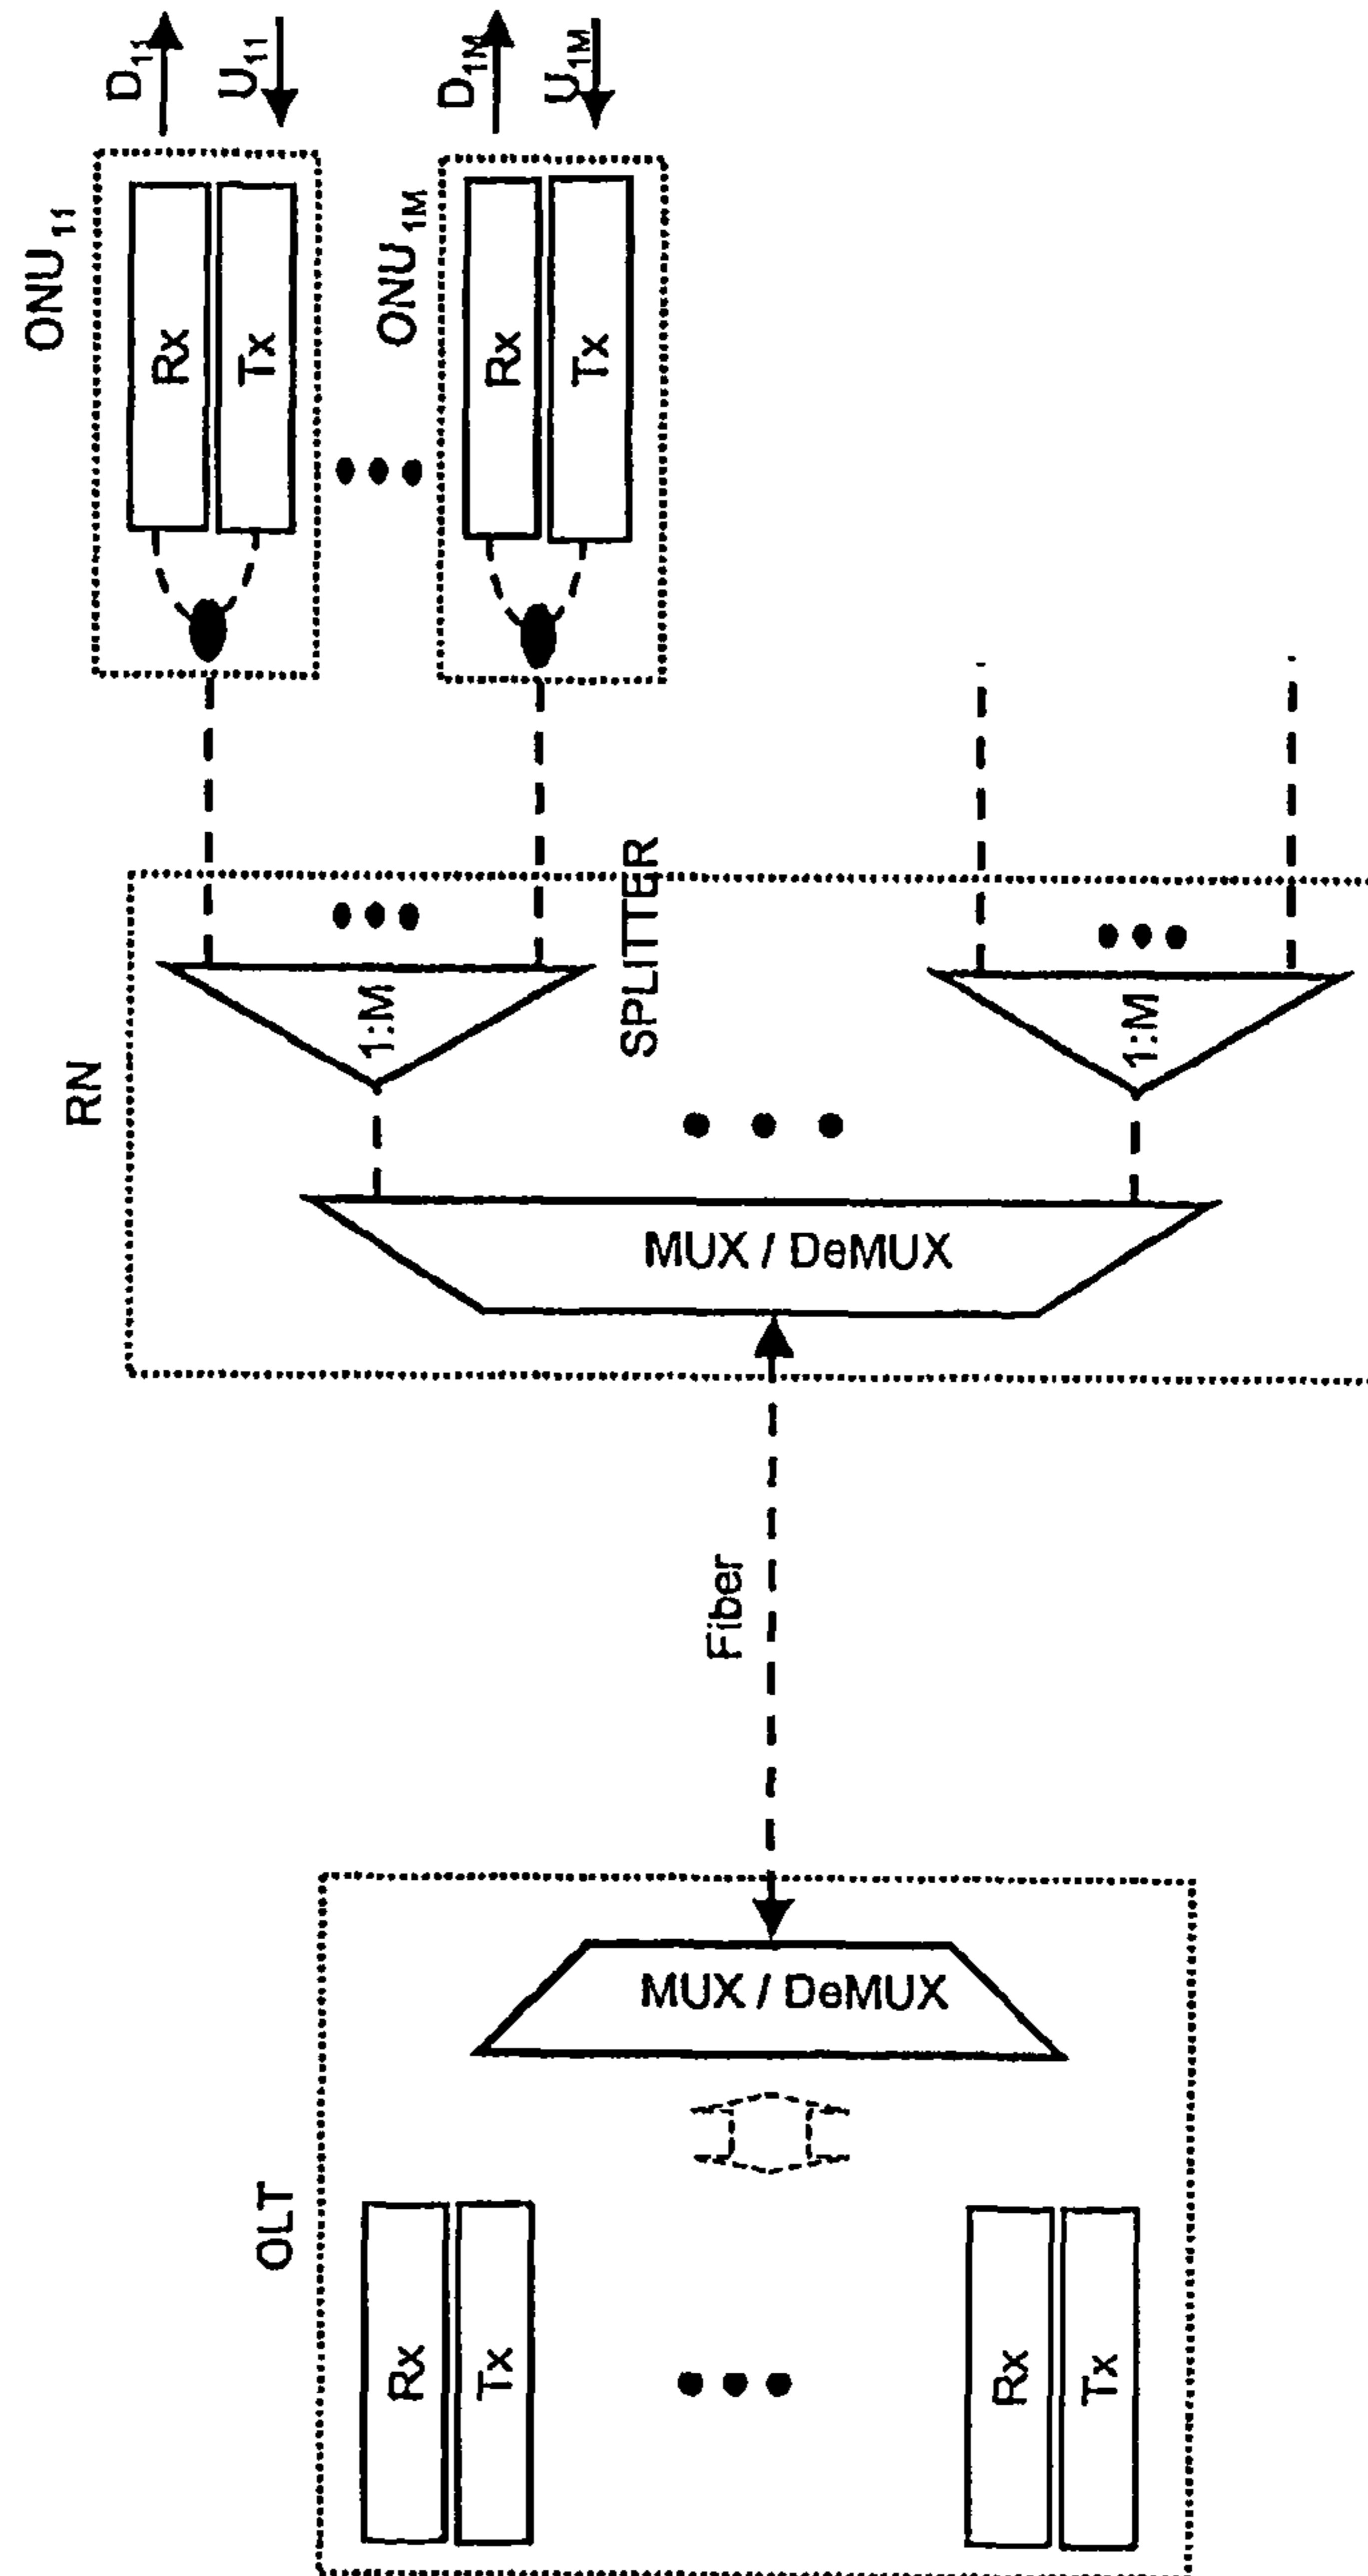 OLT
Rx
Tx
Rx
Tx
MUX / DeMUX
Fiber
RN
MUX / DeMUX
1:M
SPLITTER
1:M
ONU11
Rx
Tx
D11
U11
ONU1M
Rx
Tx
D1M
U1M